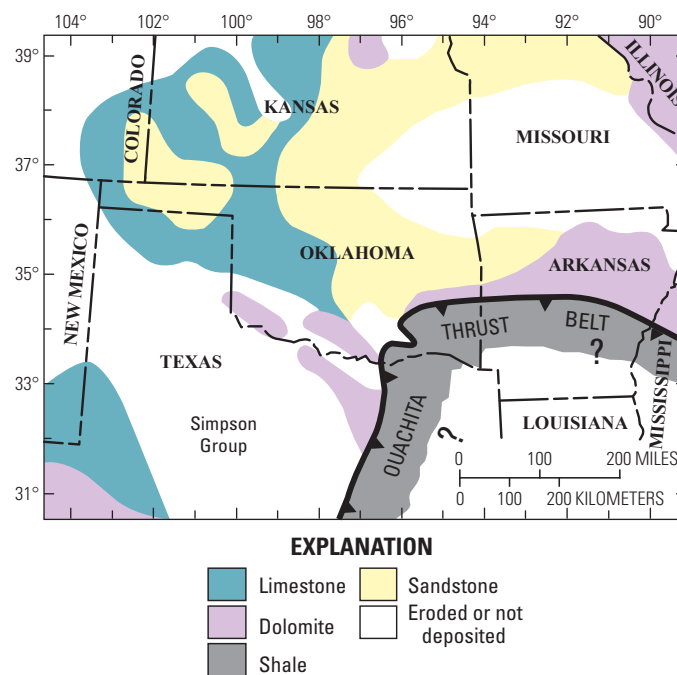 104° 102 100 98 96 94 92 90°
39°
37°
35°
33°
31°
COLORADO
KANSAS
MISSOURI
ILLINOIS
NEW MEXICO
OKLAHOMA
ARKANSAS
TEXAS
Simpson
Group
THRUST BELT
?
OUACHITA
?
LOUISIANA
MISSISSIPPI
0 100 200 MILES
0 100 200 KILOMETERS
EXPLANATION
Limestone
Dolomite
Shale
Sandstone
Eroded or not
deposited